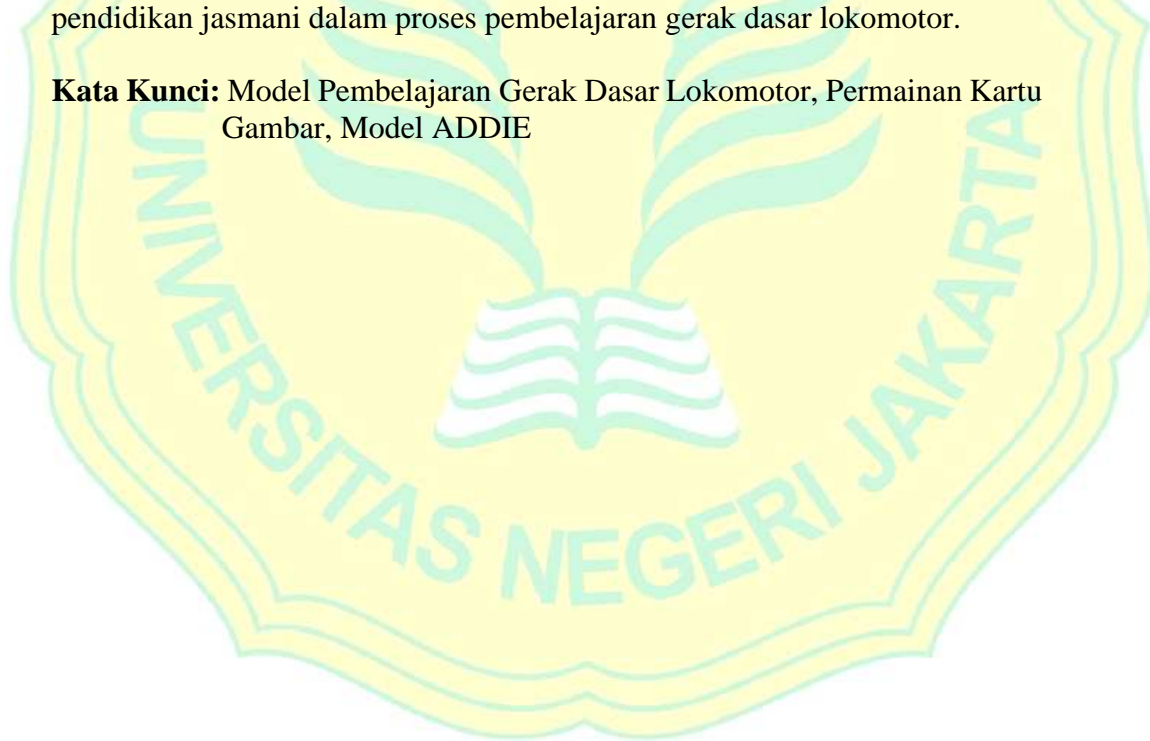 pendidikan jasmani dalam proses pembelajaran gerak dasar lokomotor.
Kata Kunci: Model Pembelajaran Gerak Dasar Lokomotor, Permainan Kartu
Gambar, Model ADDIE
UNIVERSITAS NEGERI JAKARTA